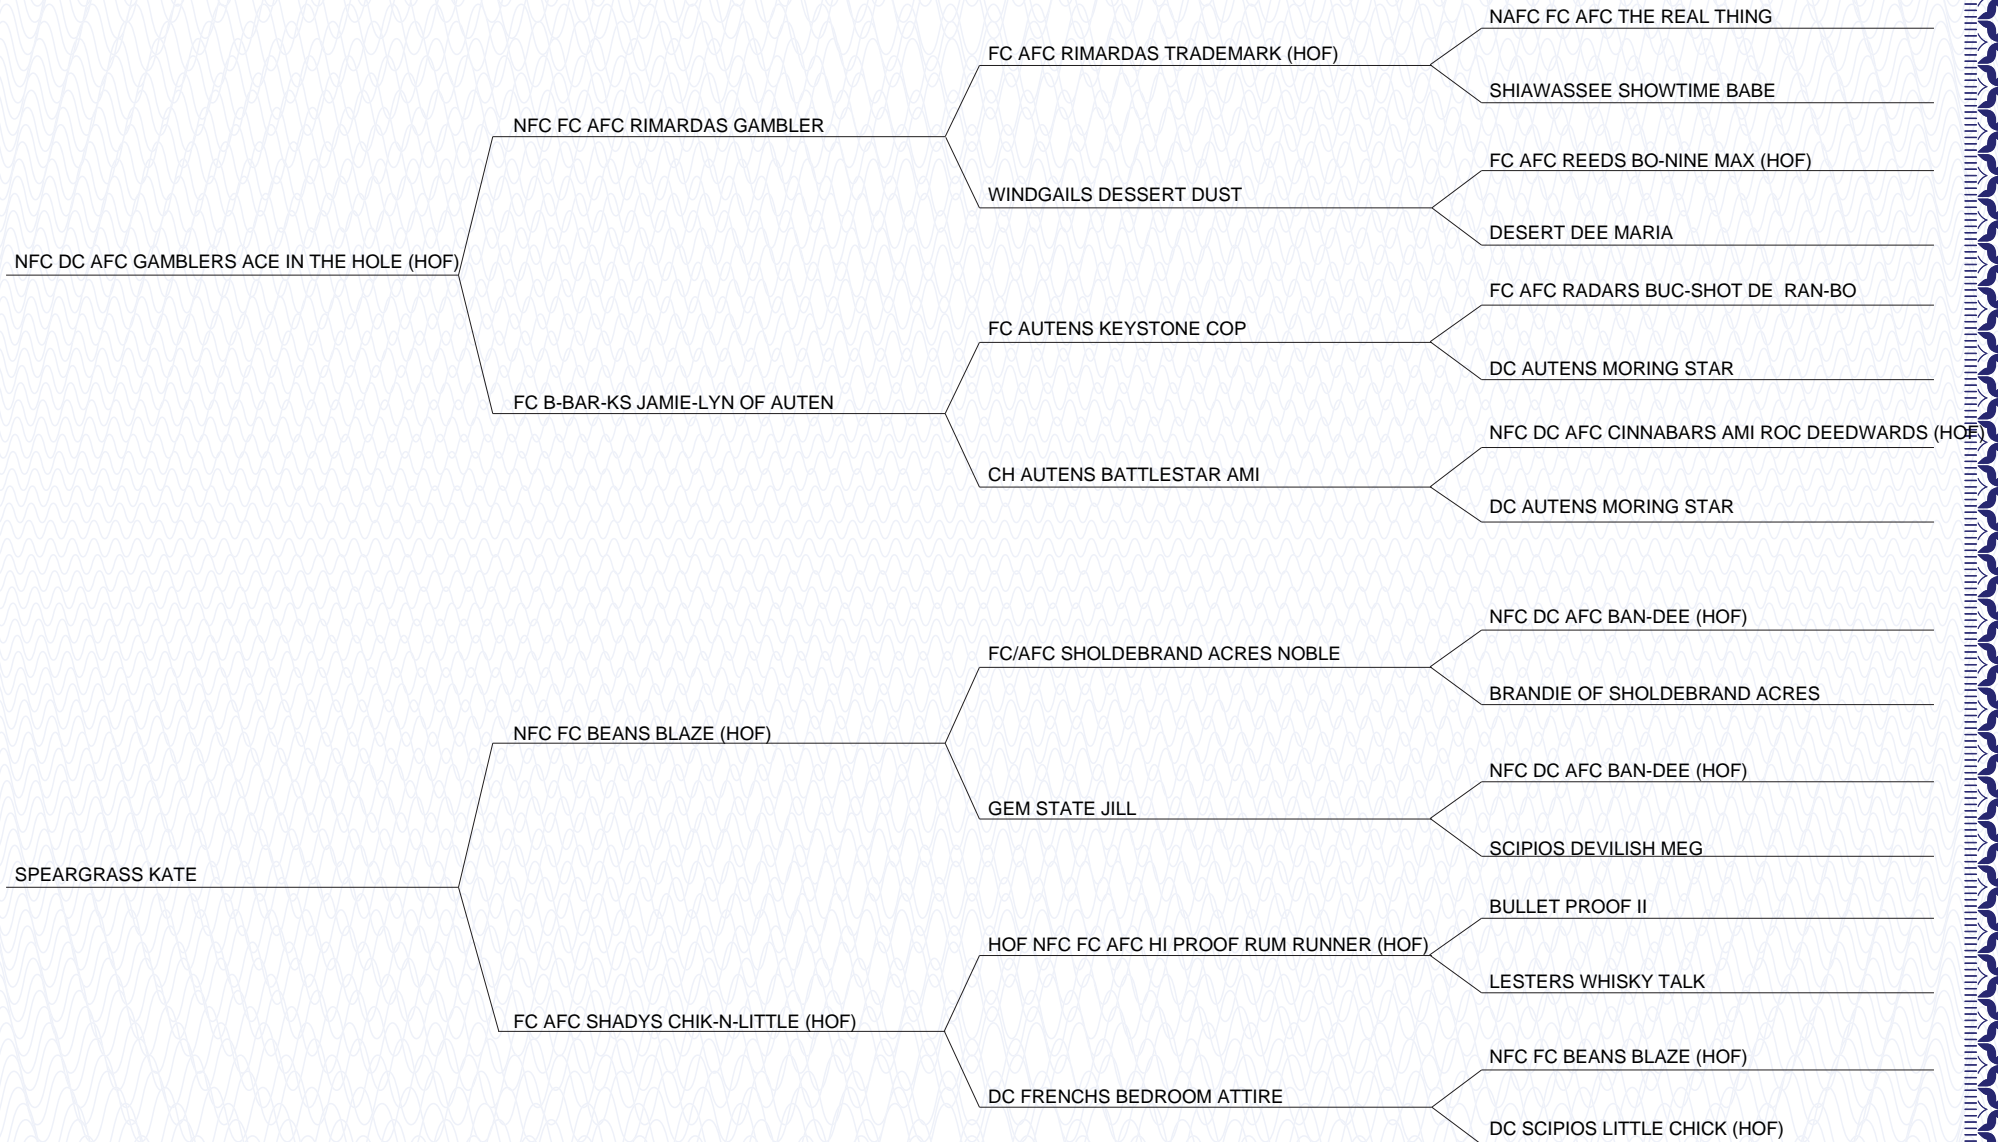 NAFC FC AFC THE REAL THING
FC AFC RIMARDAS TRADEMARK (HOF)
SHIAWASSEE SHOWTIME BABE
NFC FC AFC RIMARDAS GAMBLER
FC AFC REEDS BO-NINE MAX (HOF)
WINDGAILS DESSERT DUST
DESERT DEE MARIA
NFC DC AFC GAMBLERS ACE IN THE HOLE (HOF)
FC AFC RADARS BUC-SHOT DE  RAN-BO
FC AUTENS KEYSTONE COP
DC AUTENS MORING STAR
FC B-BAR-KS JAMIE-LYN OF AUTEN
NFC DC AFC CINNABARS AMI ROC DEEDWARDS (HOF)
CH AUTENS BATTLESTAR AMI
DC AUTENS MORING STAR
NFC DC AFC BAN-DEE (HOF)
FC/AFC SHOLDEBRAND ACRES NOBLE
BRANDIE OF SHOLDEBRAND ACRES
NFC FC BEANS BLAZE (HOF)
NFC DC AFC BAN-DEE (HOF)
GEM STATE JILL
SCIPIOS DEVILISH MEG
SPEARGRASS KATE
BULLET PROOF II
HOF NFC FC AFC HI PROOF RUM RUNNER (HOF)
LESTERS WHISKY TALK
FC AFC SHADYS CHIK-N-LITTLE (HOF)
NFC FC BEANS BLAZE (HOF)
DC FRENCHS BEDROOM ATTIRE
DC SCIPIOS LITTLE CHICK (HOF)